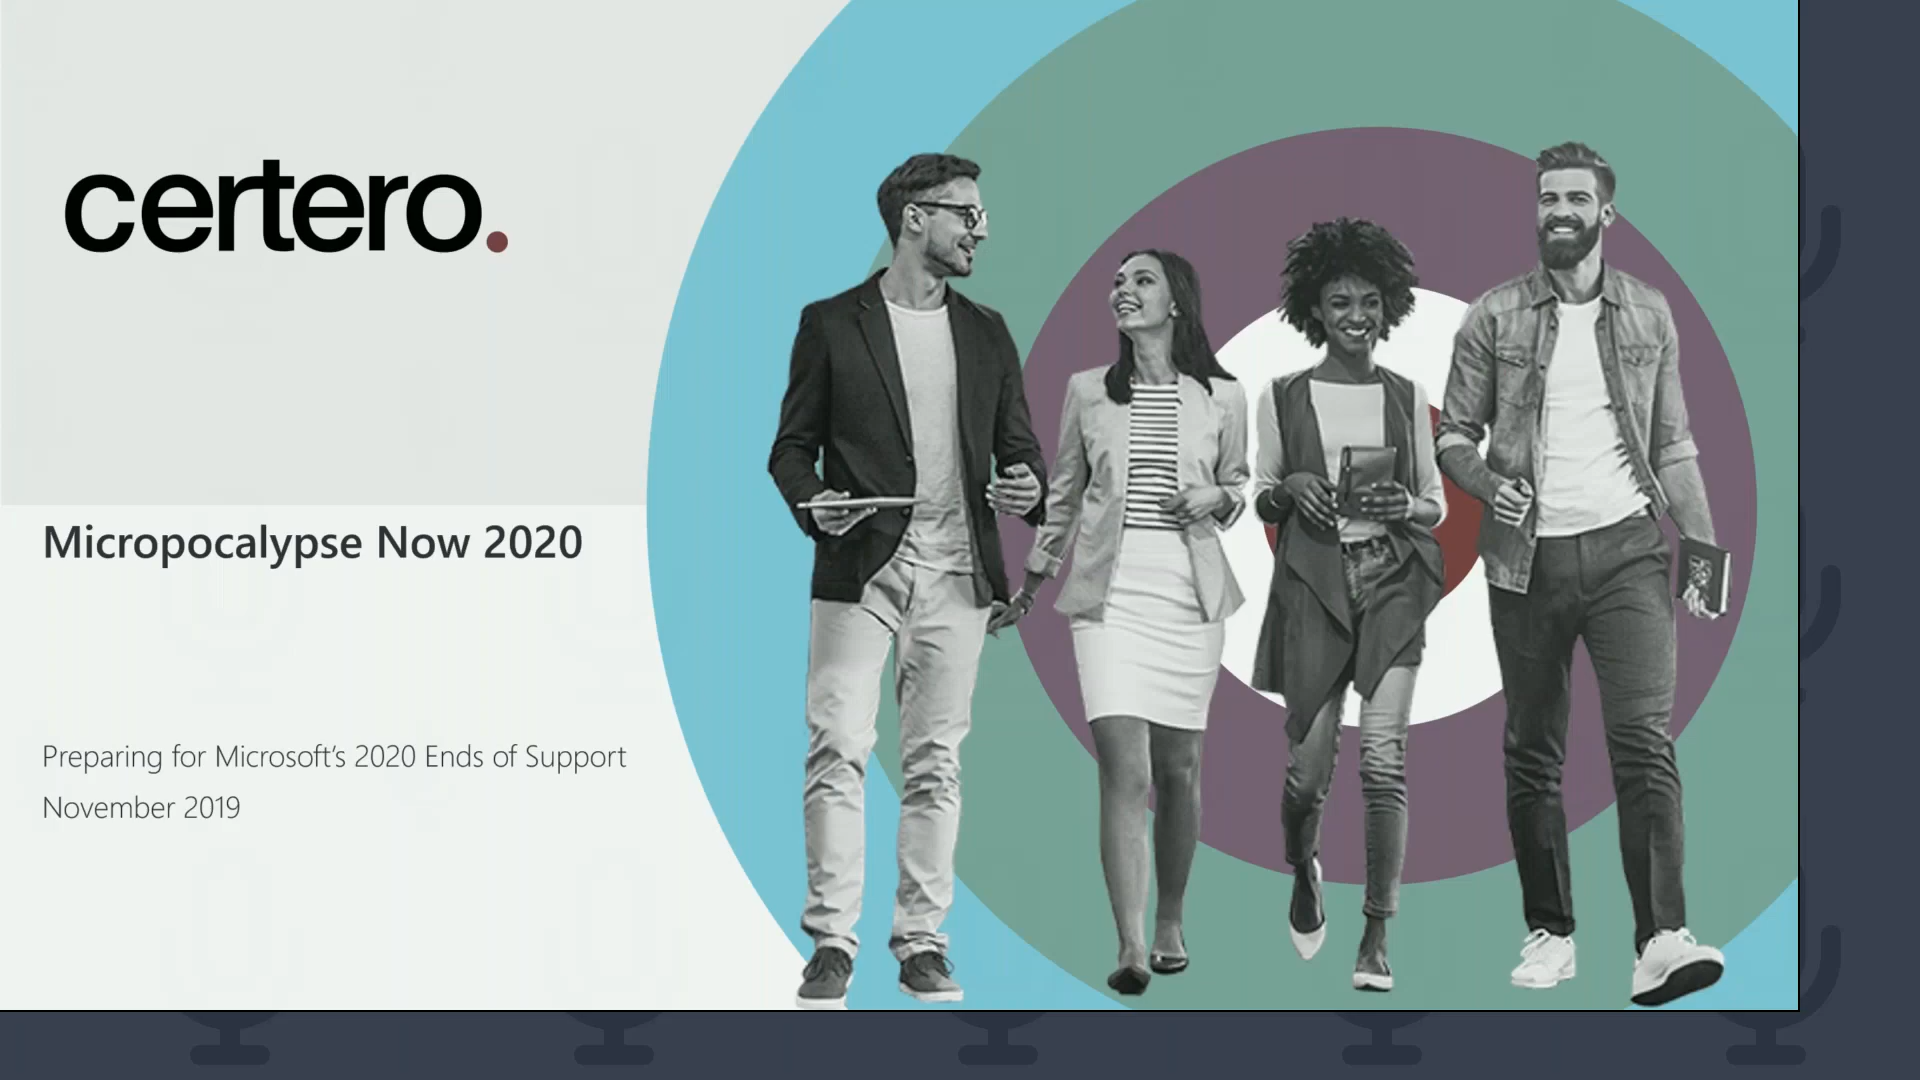 certero.
Micropocalypse Now 2020
Preparing for Microsoft's 2020 Ends of Support
November 2019